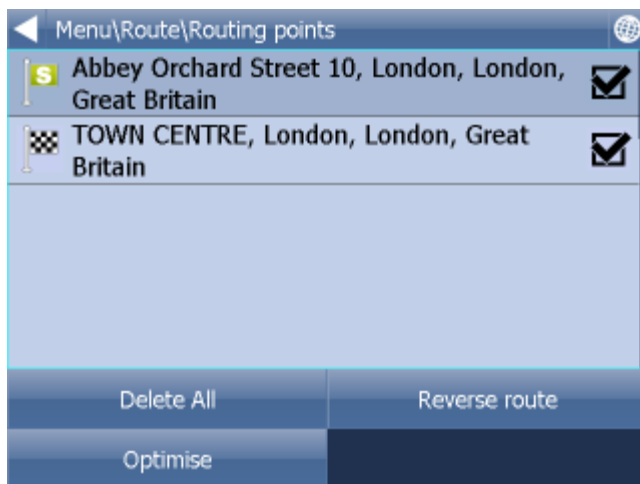 Menu\Route\Routing points
S
Abbey Orchard Street 10, London, London,
Great Britain
TOWN CENTRE, London, London, Great
Britain
Delete All
Reverse route
Optimise